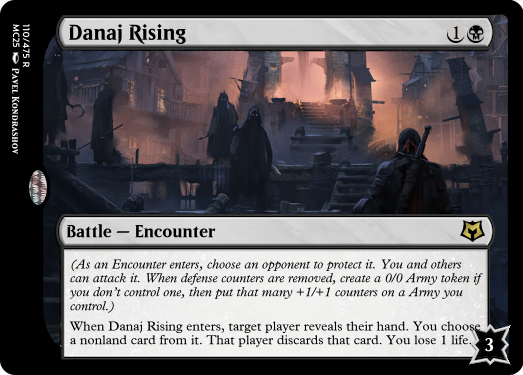 Danaj Rising
1
110/475 R
MC25 Pavel Kondrashov
Battle — Encounter
(As an Encounter enters, choose an opponent to protect it. You and others
can attack it. When defense counters are removed, create a 0/0 Army token if
you don't control one, then put that many +1/+1 counters on a Army you
control.)
When Danaj Rising enters, target player reveals their hand. You choose
a nonland card from it. That player discards that card. You lose 1 life.
3